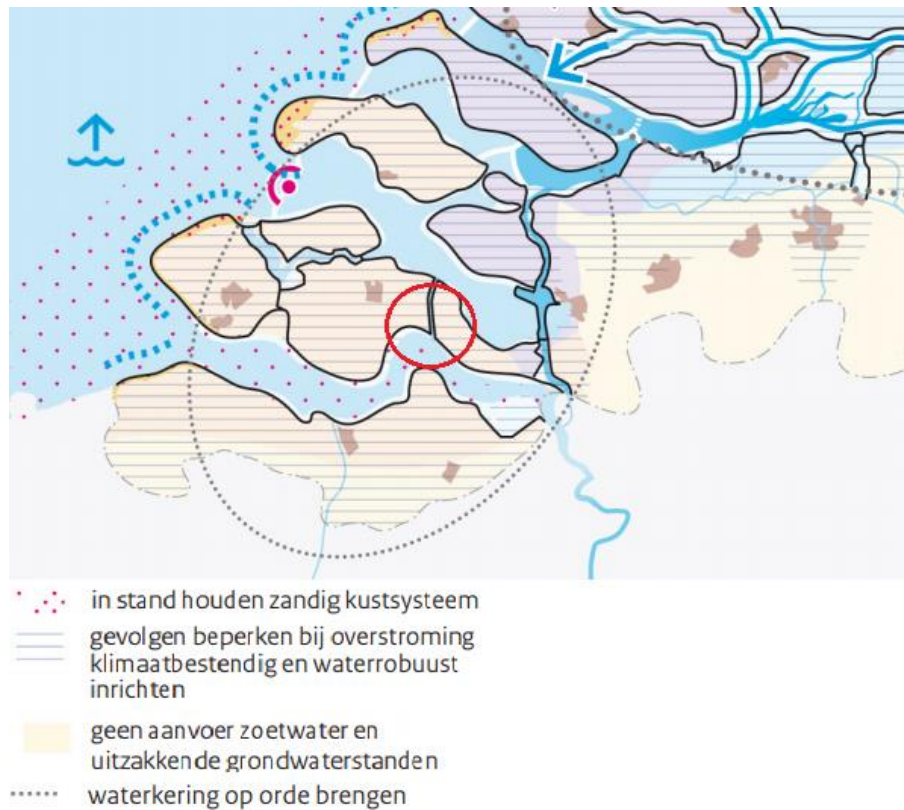 in stand houden zandig kustsysteem
gevolgen beperken bij overstroming
klimaatbestendig en waterrobuust
inrichten
geen aanvoer zoetwater en
uitzakkende grondwaterstanden
waterkering op orde brengen